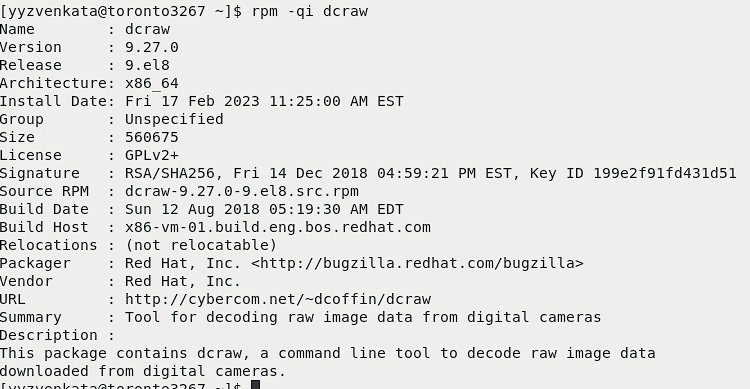 [yyzvenkata@toronto3267 ~]$ rpm -qi dcraw
Name        : dcraw
Version     : 9.27.0
Release     : 9.el8
Architecture: x86_64
Install Date: Fri 17 Feb 2023 11:25:00 AM EST
Group       : Unspecified
Size        : 560675
License     : GPLv2+
Signature   : RSA/SHA256, Fri 14 Dec 2018 04:59:21 PM EST, Key ID 199e2f91fd431d51
Source RPM  : dcraw-9.27.0-9.el8.src.rpm
Build Date  : Sun 12 Aug 2018 05:19:30 AM EDT
Build Host  : x86-vm-01.build.eng.bos.redhat.com
Relocations : (not relocatable)
Packager    : Red Hat, Inc. <http://bugzilla.redhat.com/bugzilla>
Vendor      : Red Hat, Inc.
URL         : http://cybercom.net/~dcoffin/dcraw
Summary     : Tool for decoding raw image data from digital cameras
Description :
This package contains dcraw, a command line tool to decode raw image data
downloaded from digital cameras.
[yyzvenkata@toronto3267 ~]$